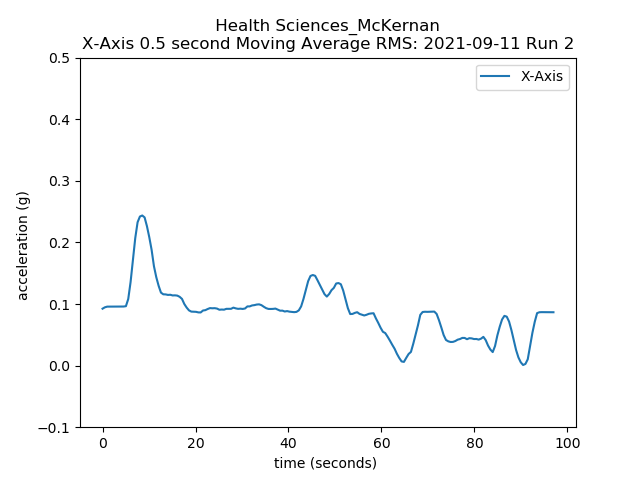 Health Sciences_McKernan
X-Axis 0.5 second Moving Average RMS: 2021-09-11 Run 2
X-Axis
0.5
0.4
0.3
0.2
0.1
0.0
−0.1
acceleration (g)
0 20 40 60 80 100
time (seconds)